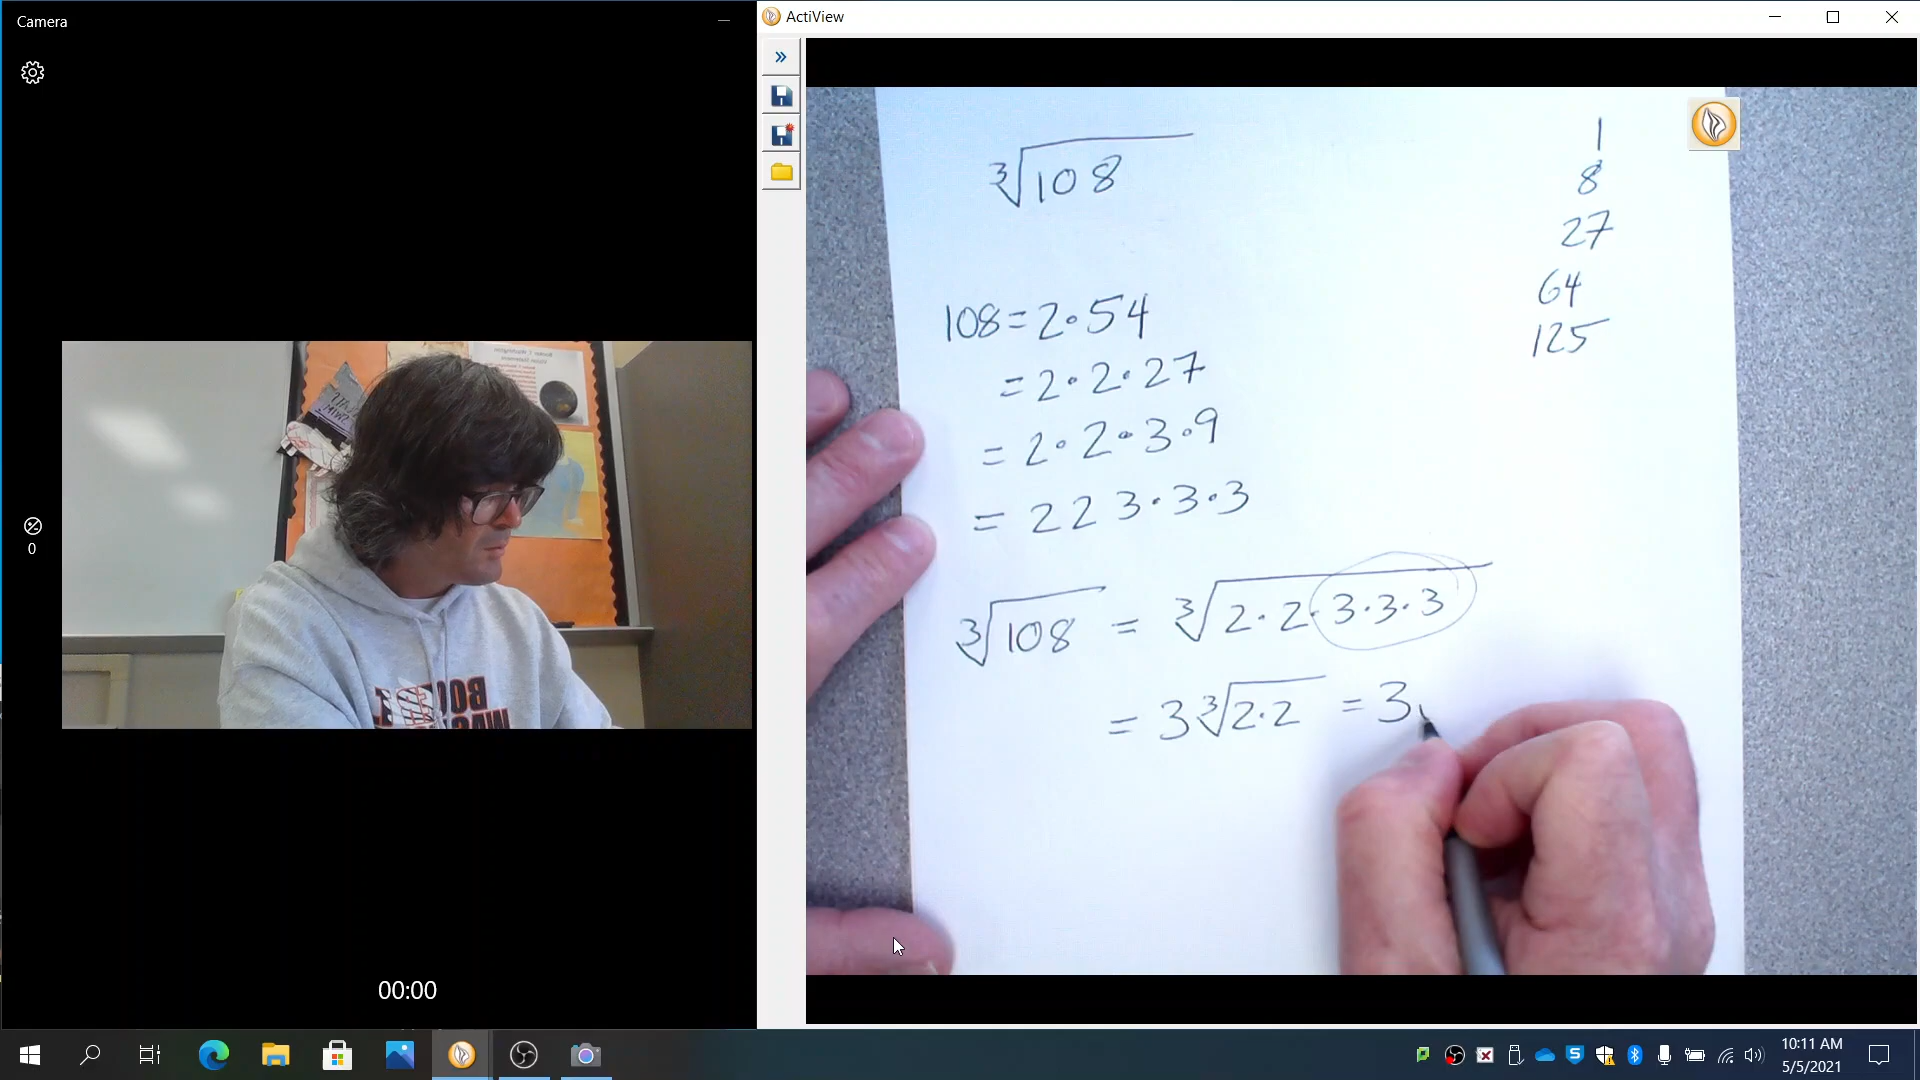 Camera
ActiView
0
00:00
∛108
1
8
27
64
125
108=2·54
=2·2·27
=2·2·3·9
= 2 2 3·3·3
∛108 = ∛2·2·3·3·3
= 3∛2·2 = 3
10:11 AM
5/5/2021